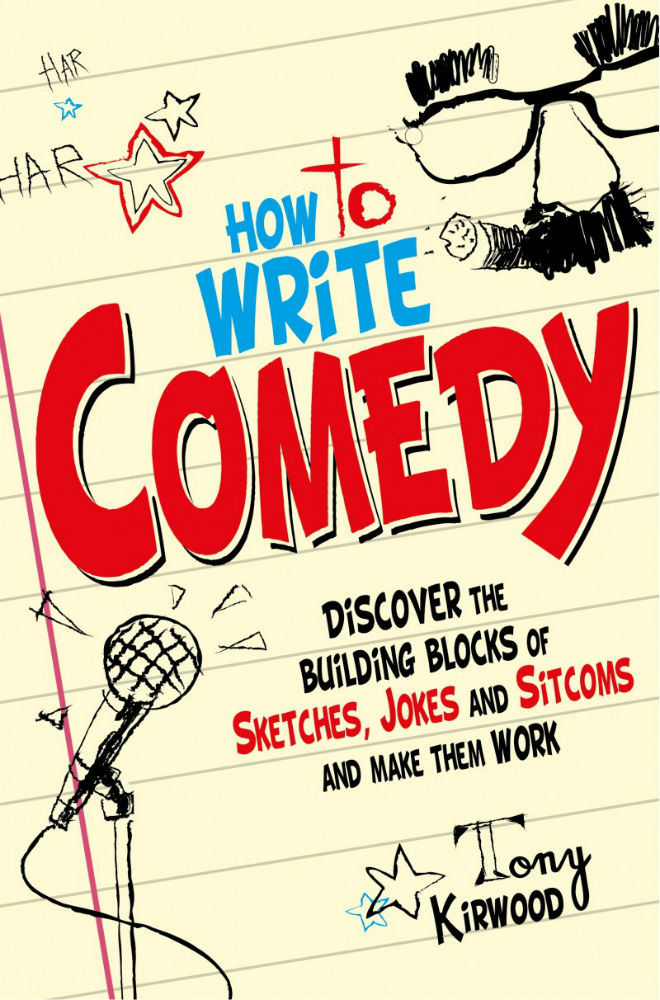 HAR
HAR
HOW to
WRiTE
COMEDY
DiSCOVER THE
BUiLDiNG BLOCKS OF
SKETCHES, JOKES AND SiTCOMS
AND MAKE THEM WORK
Tony
KiRWOOD